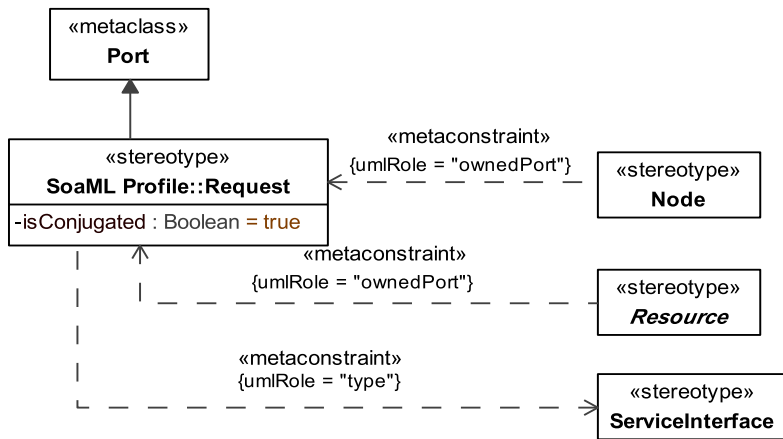 «metaclass»
Port
«stereotype»
SoaML Profile::Request
-isConjugated : Boolean = true
«metaconstraint»
{umlRole = "ownedPort"}
«stereotype»
Node
«metaconstraint»
{umlRole = "ownedPort"}
«stereotype»
Resource
«metaconstraint»
{umlRole = "type"}
«stereotype»
ServiceInterface